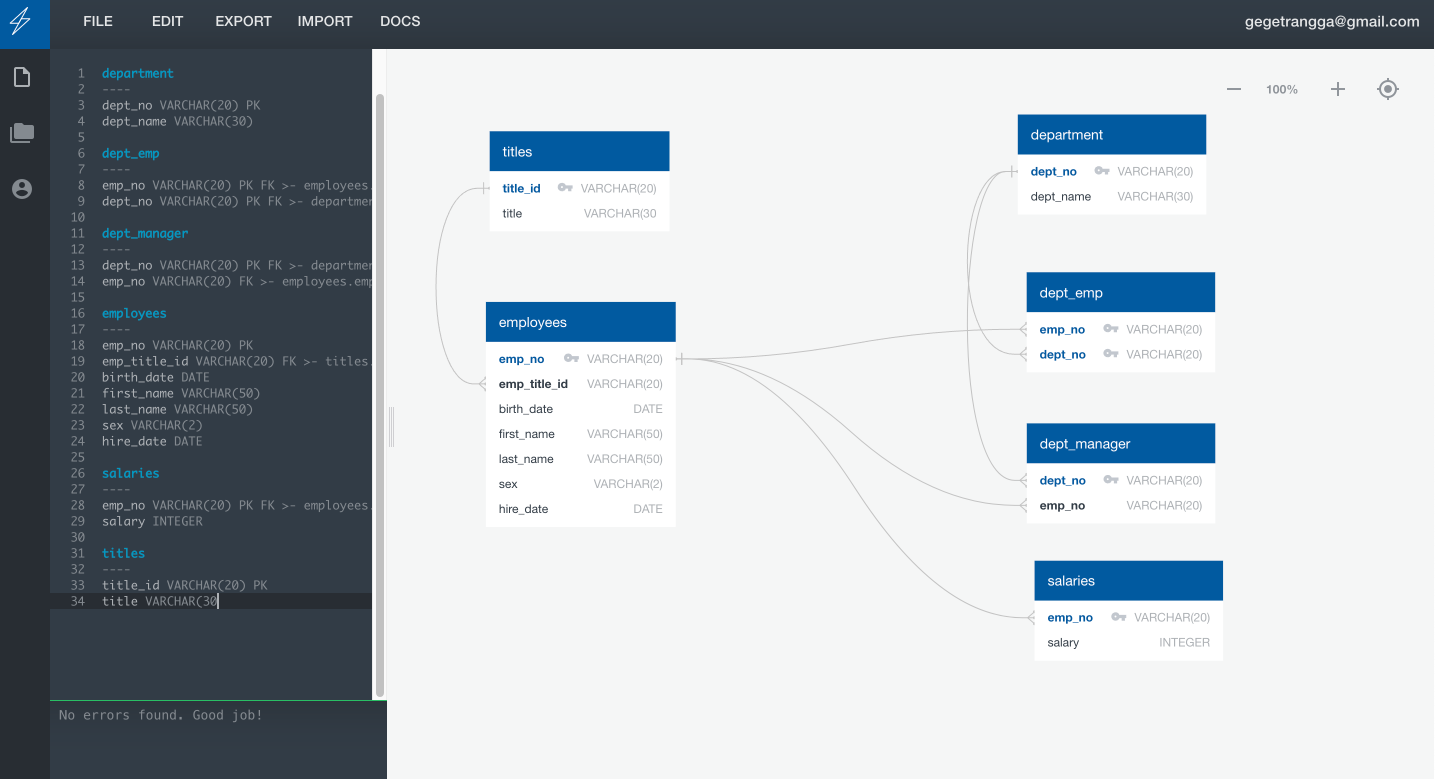 FILE EDIT EXPORT IMPORT DOCS gegetrangga@gmail.com
1 department
2 ----
3 dept_no VARCHAR(20) PK
4 dept_name VARCHAR(30)
5
6 dept_emp
7 ----
8 emp_no VARCHAR(20) PK FK >- employees.
9 dept_no VARCHAR(20) PK FK >- departmen
10
11 dept_manager
12 ----
13 dept_no VARCHAR(20) PK FK >- departmen
14 emp_no VARCHAR(20) FK >- employees.emp
15
16 employees
17 ----
18 emp_no VARCHAR(20) PK
19 emp_title_id VARCHAR(20) FK >- titles.
20 birth_date DATE
21 first_name VARCHAR(50)
22 last_name VARCHAR(50)
23 sex VARCHAR(2)
24 hire_date DATE
25
26 salaries
27 ----
28 emp_no VARCHAR(20) PK FK >- employees.
29 salary INTEGER
30
31 titles
32 ----
33 title_id VARCHAR(20) PK
34 title VARCHAR(30
No errors found. Good job!
100%
titles
title_id VARCHAR(20)
title VARCHAR(30
employees
emp_no VARCHAR(20)
emp_title_id VARCHAR(20)
birth_date DATE
first_name VARCHAR(50)
last_name VARCHAR(50)
sex VARCHAR(2)
hire_date DATE
department
dept_no VARCHAR(20)
dept_name VARCHAR(30)
dept_emp
emp_no VARCHAR(20)
dept_no VARCHAR(20)
dept_manager
dept_no VARCHAR(20)
emp_no VARCHAR(20)
salaries
emp_no VARCHAR(20)
salary INTEGER